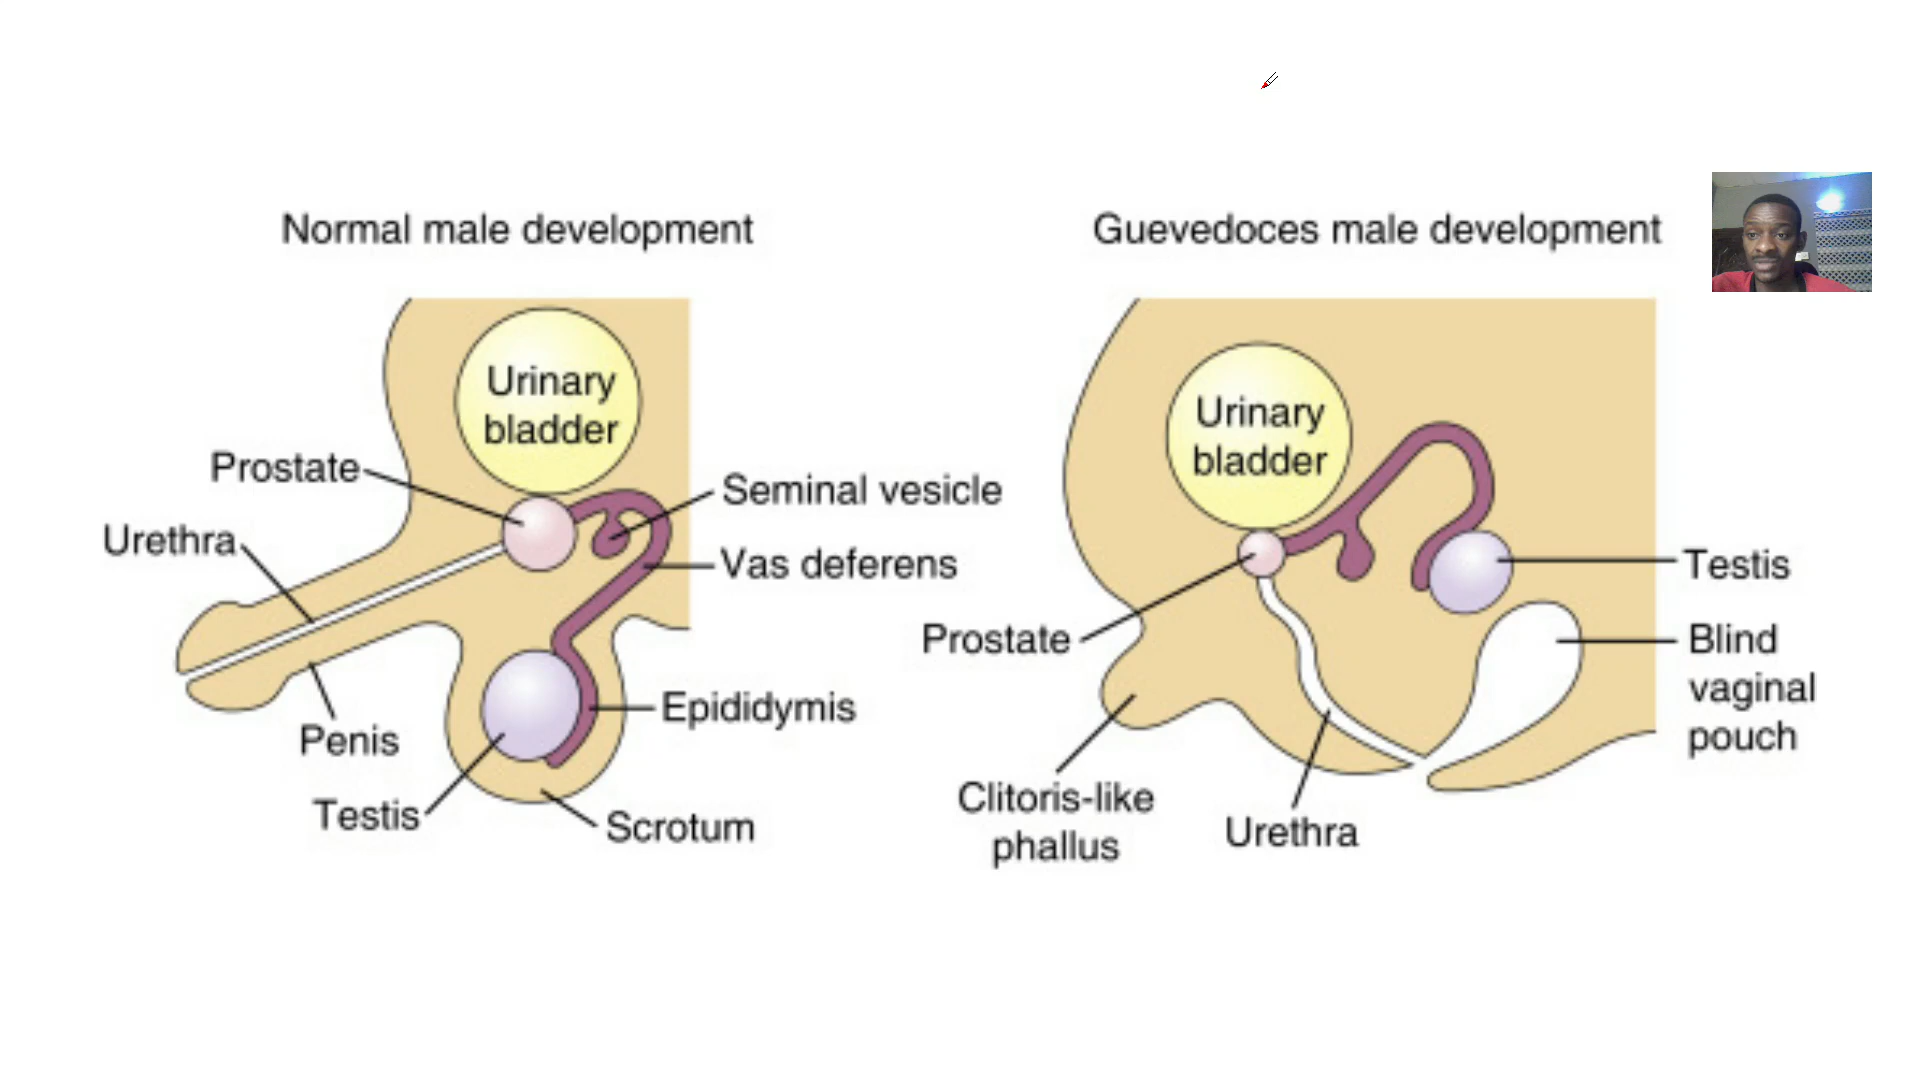 Normal male development
Urinary
bladder
Prostate
Seminal vesicle
Urethra
Vas deferens
Epididymis
Penis
Testis
Scrotum
Guevedoces male development
Urinary
bladder
Testis
Prostate
Blind
vaginal
pouch
Clitoris-like
phallus
Urethra